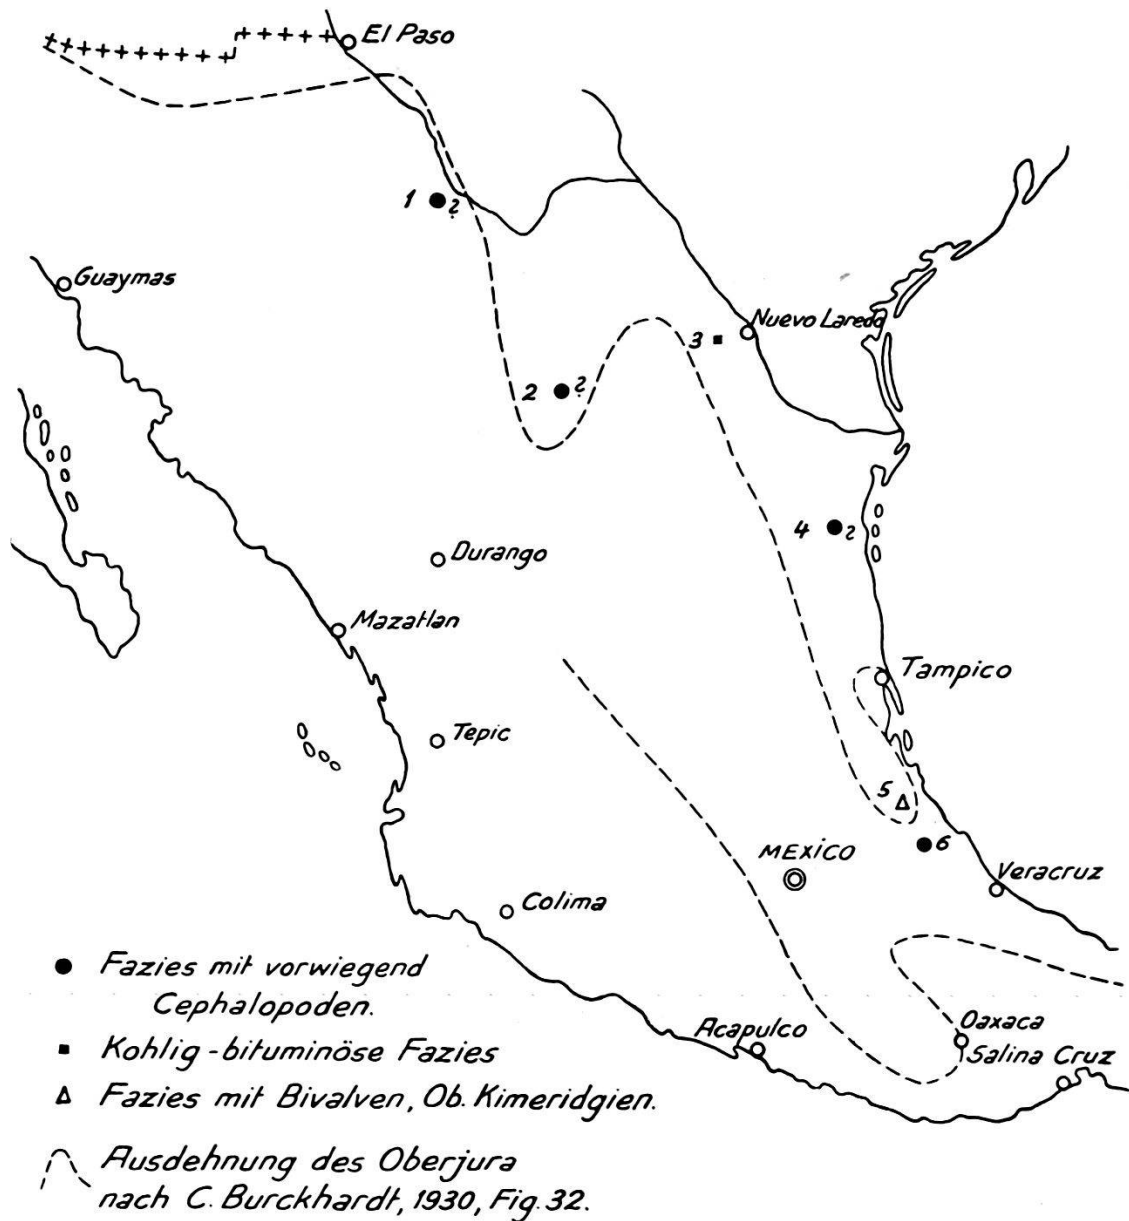 El Paso
1 ?
Guaymas
Nuevo Laredo
3
2 ?
4 ?
Durango
Mazatlan
Tampico
Tepic
5
6
MEXICO
Veracruz
Colima
Fazies mit vorwiegend
Cephalopoden.
Acapulco
Oaxaca
Salina Cruz
Kohlig-bituminöse Fazies
Fazies mit Bivalven, Ob. Kimeridgien.
Ausdehnung des Oberjura
nach C. Burckhardt, 1930, Fig. 32.